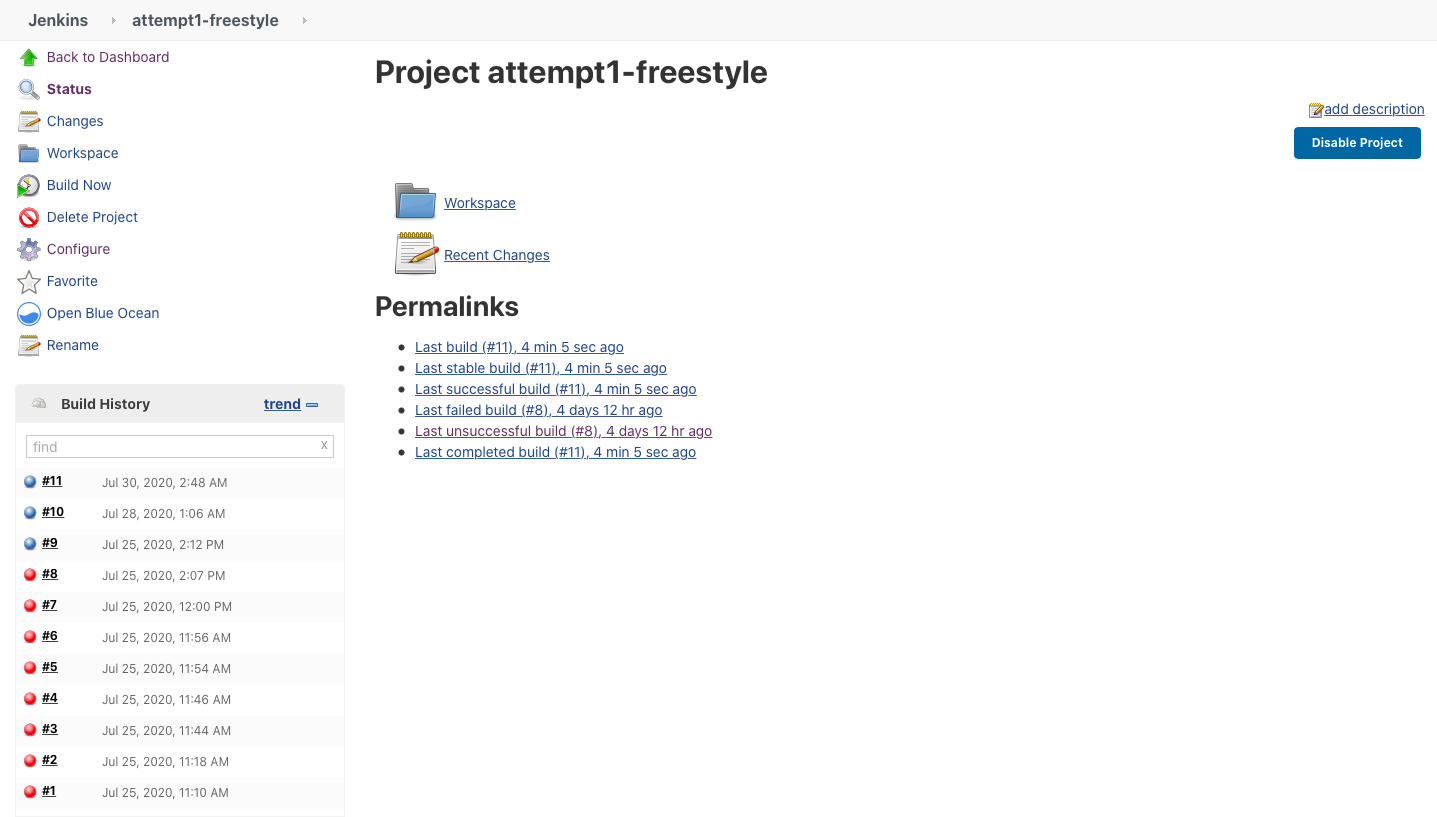 Jenkins attempt1-freestyle
Back to Dashboard
Status
Changes
Workspace
Build Now
Delete Project
Configure
Favorite
Open Blue Ocean
Rename
Build History trend
find x
#11 Jul 30, 2020, 2:48 AM
#10 Jul 28, 2020, 1:06 AM
#9 Jul 25, 2020, 2:12 PM
#8 Jul 25, 2020, 2:07 PM
#7 Jul 25, 2020, 12:00 PM
#6 Jul 25, 2020, 11:56 AM
#5 Jul 25, 2020, 11:54 AM
#4 Jul 25, 2020, 11:46 AM
#3 Jul 25, 2020, 11:44 AM
#2 Jul 25, 2020, 11:18 AM
#1 Jul 25, 2020, 11:10 AM
Project attempt1-freestyle
add description
Disable Project
Workspace
Recent Changes
Permalinks
Last build (#11), 4 min 5 sec ago
Last stable build (#11), 4 min 5 sec ago
Last successful build (#11), 4 min 5 sec ago
Last failed build (#8), 4 days 12 hr ago
Last unsuccessful build (#8), 4 days 12 hr ago
Last completed build (#11), 4 min 5 sec ago